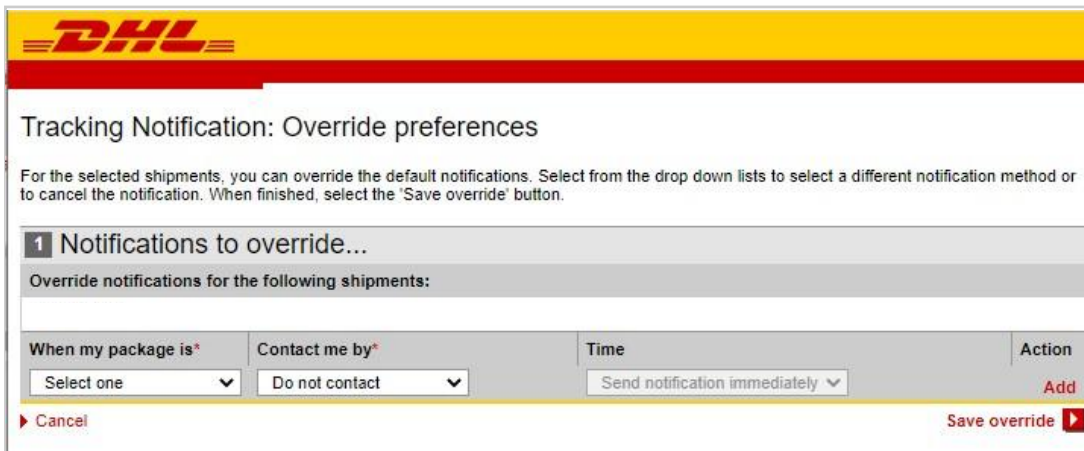 DHL
Tracking Notification: Override preferences
For the selected shipments, you can override the default notifications. Select from the drop down lists to select a different notification method or
to cancel the notification. When finished, select the 'Save override' button.
1 Notifications to override...
Override notifications for the following shipments:
When my package is* Contact me by* Time Action
Select one Do not contact Send notification immediately Add
Cancel Save override